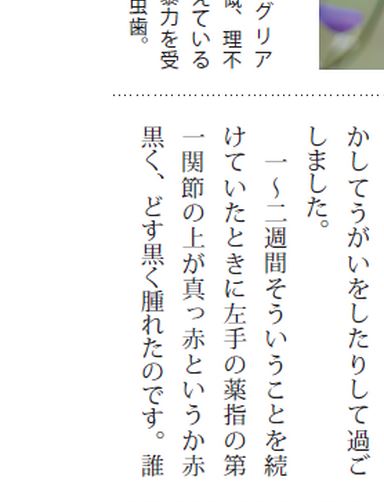 グリア
慨、理不
えている
暴力を受
虫歯。
かしてうがいをしたりして過ご
しました。
一〜二週間そういうことを続
けていたときに左手の薬指の第
一関節の上が真っ赤というか赤
黒く、どす黒く腫れたのです。誰